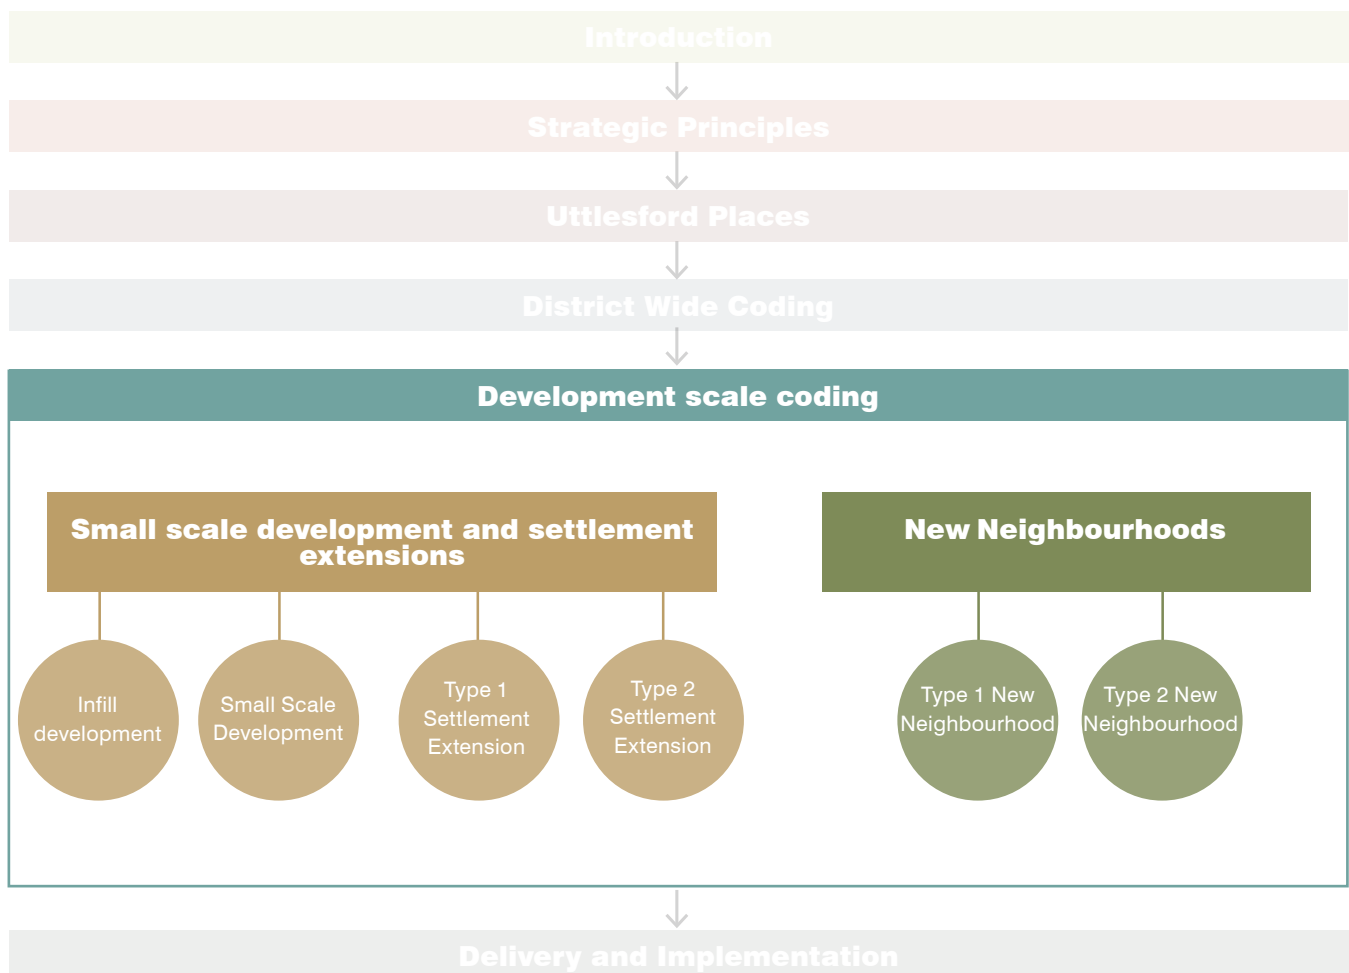 Introduction
Strategic Principles
Uttlesford Places
District Wide Coding
Development scale coding
Small scale development and settlement
extensions
New Neighbourhoods
Infill
development
Small Scale
Development
Type 1
Settlement
Extension
Type 2
Settlement
Extension
Type 1 New
Neighbourhood
Type 2 New
Neighbourhood
Delivery and Implementation